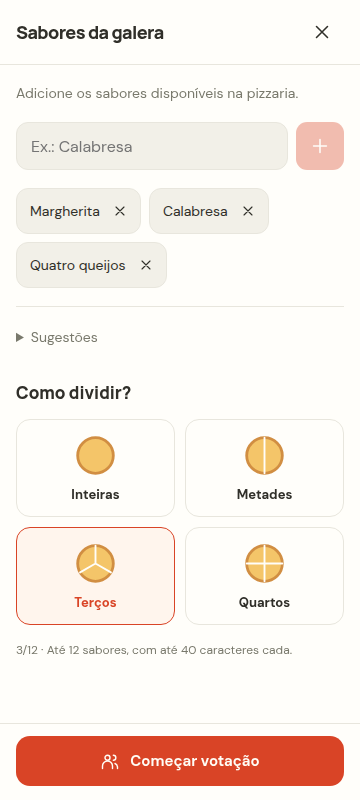 Sabores da galera
Adicione os sabores disponíveis na pizzaria.
Ex.: Calabresa
Margherita
Calabresa
Quatro queijos
Sugestões
Como dividir?
Inteiras
Metades
Terços
Quartos
3/12 · Até 12 sabores, com até 40 caracteres cada.
Começar votação